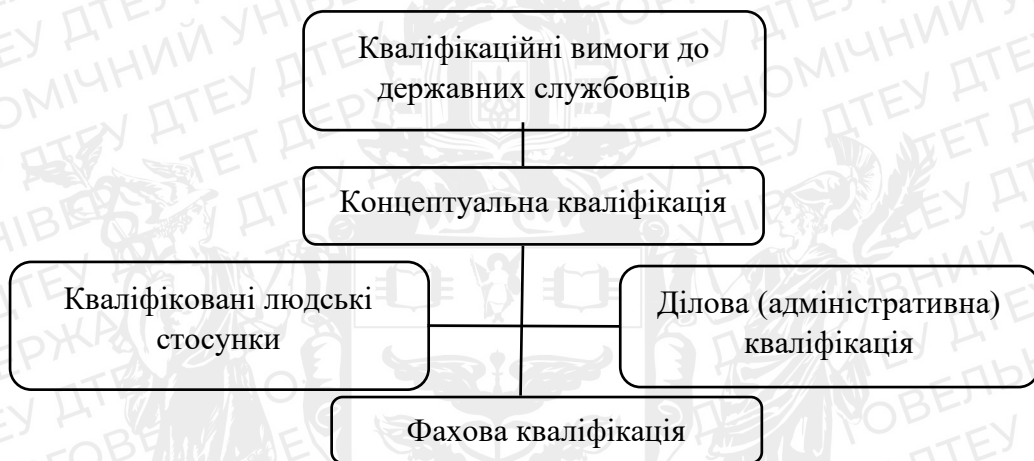 Кваліфікаційні вимоги до
державних службовців
Концептуальна кваліфікація
Кваліфіковані людські
стосунки
Ділова (адміністративна)
кваліфікація
Фахова кваліфікація